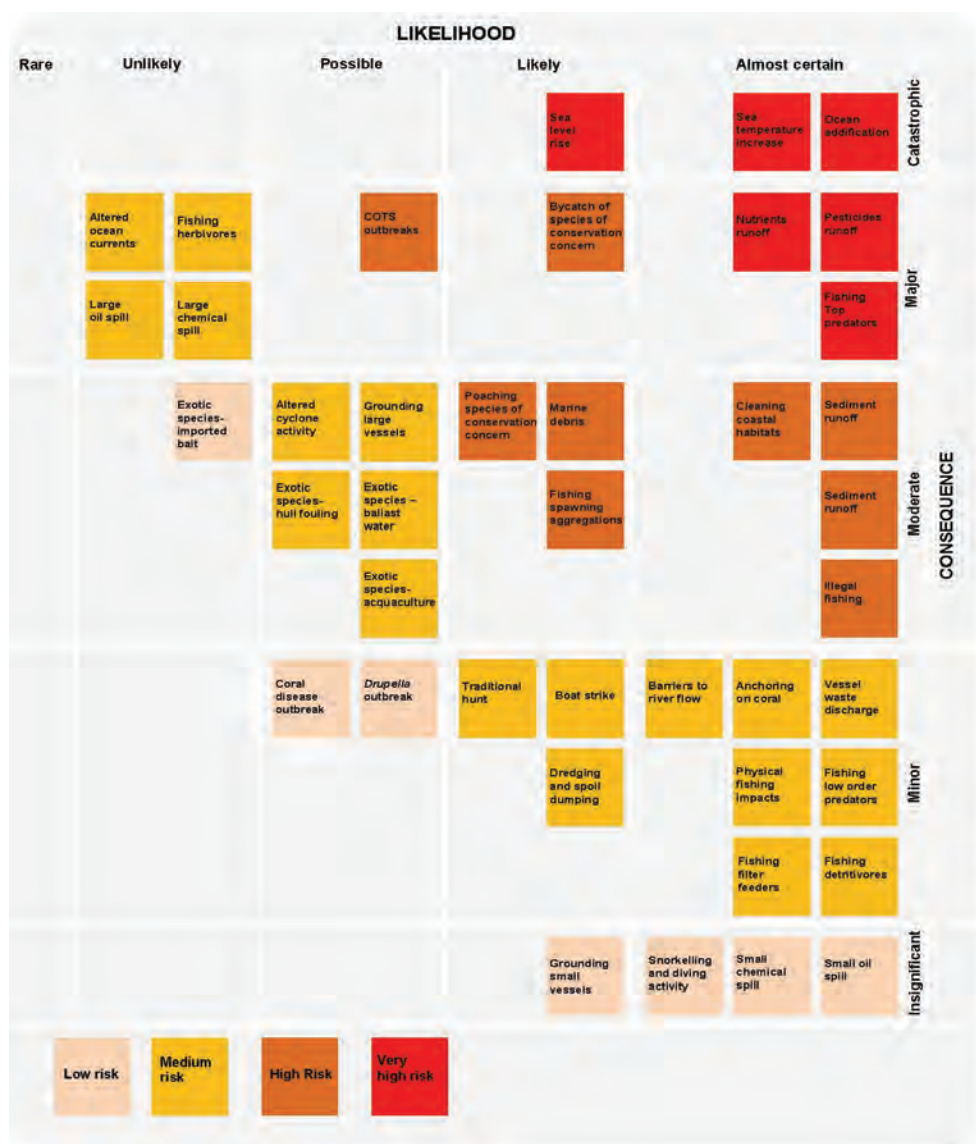 LIKELIHOOD
Rare
Unlikely
Possible
Likely
Almost certain
Sea
level
rise
Sea
temperature
increase
Ocean
addification
Catastrophic
Altered
ocean
currents
Fishing
herbivores
COTS
outbreaks
Bycatch of
species of
conservation
concern
Nutrients
runoff
Pesticides
runoff
Large
oil spill
Large
chemical
spill
Fishing
Top
predators
Major
Exotic
species-
imported
bait
Altered
cyclone
activity
Grounding
large
vessels
Poaching
species of
conservation
concern
Marine
debris
Cleaning
coastal
habitats
Sediment
runoff
Exotic
species-
hull fouling
Exotic
species –
ballast
water
Fishing
spawning
aggregations
Sediment
runoff
Exotic
species-
acquaculture
Illegal
fishing
Moderate
CONSEQUENCE
Coral
disease
outbreak
Drupella
outbreak
Traditional
hunt
Boat strike
Barriers to
river flow
Anchoring
on coral
Vessel
waste
discharge
Dredging
and spoil
dumping
Physical
fishing
impacts
Fishing
low order
predators
Fishing
filter
feeders
Fishing
detritivores
Minor
Grounding
small
vessels
Snorkelling
and diving
activity
Small
chemical
spill
Small oil
spill
Insignificant
Low risk
Medium
risk
High Risk
Very
high risk